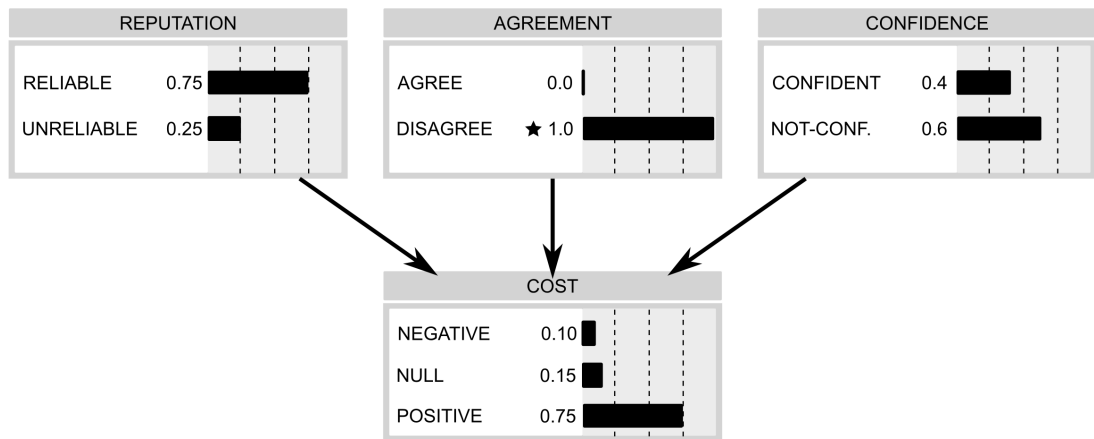 REPUTATION
RELIABLE 0.75
UNRELIABLE 0.25
AGREEMENT
AGREE 0.0
DISAGREE ★ 1.0
CONFIDENCE
CONFIDENT 0.4
NOT-CONF. 0.6
COST
NEGATIVE 0.10
NULL 0.15
POSITIVE 0.75